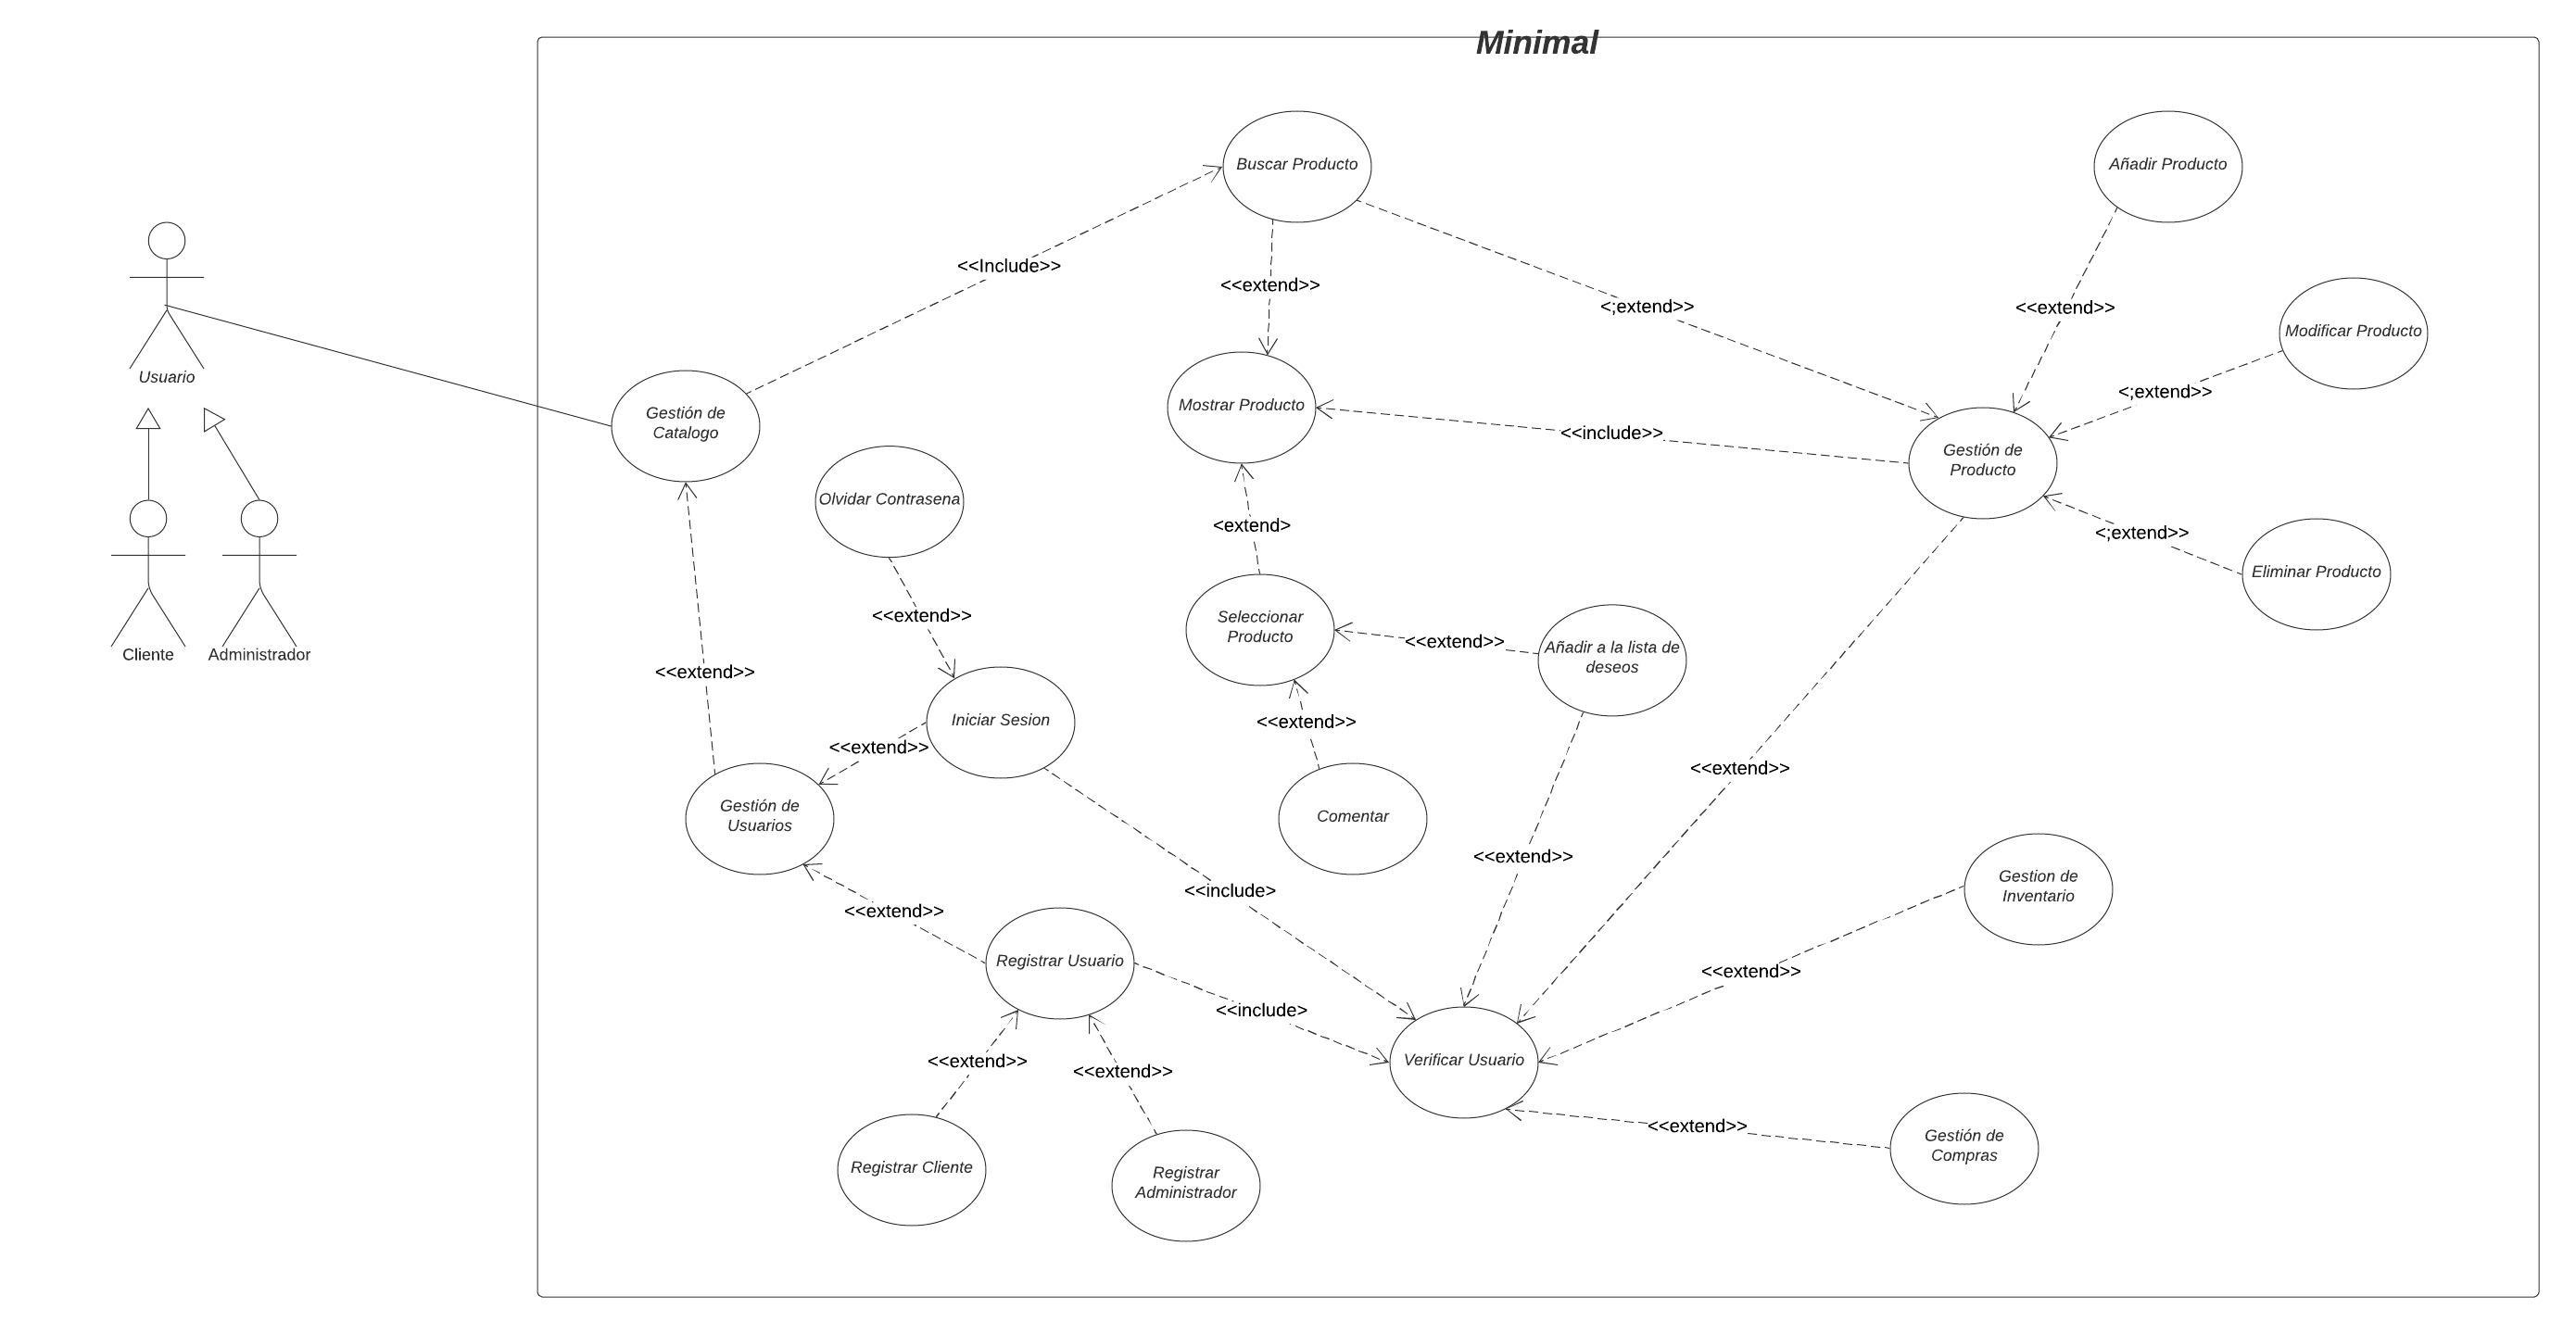 Minimal
Buscar Producto
Añadir Producto
<<Include>>
<<extend>>
<;extend>>
<<extend>>
Modificar Producto
Usuario
<;extend>>
Mostrar Producto
Gestión de
Catalogo
<<include>>
Gestión de
Producto
Olvidar Contrasena
<extend>
<;extend>>
Eliminar Producto
<<extend>>
Seleccionar
Producto
<<extend>>
Añadir a la lista de
deseos
Cliente
Administrador
<<extend>>
Iniciar Sesion
<<extend>>
<<extend>>
<<extend>>
Gestión de
Usuarios
Comentar
<<extend>>
<<include>
Gestion de
Inventario
<<extend>>
Registrar Usuario
<<extend>>
<<include>
<<extend>>
<<extend>>
Verificar Usuario
<<extend>>
Gestión de
Compras
Registrar Cliente
Registrar
Administrador